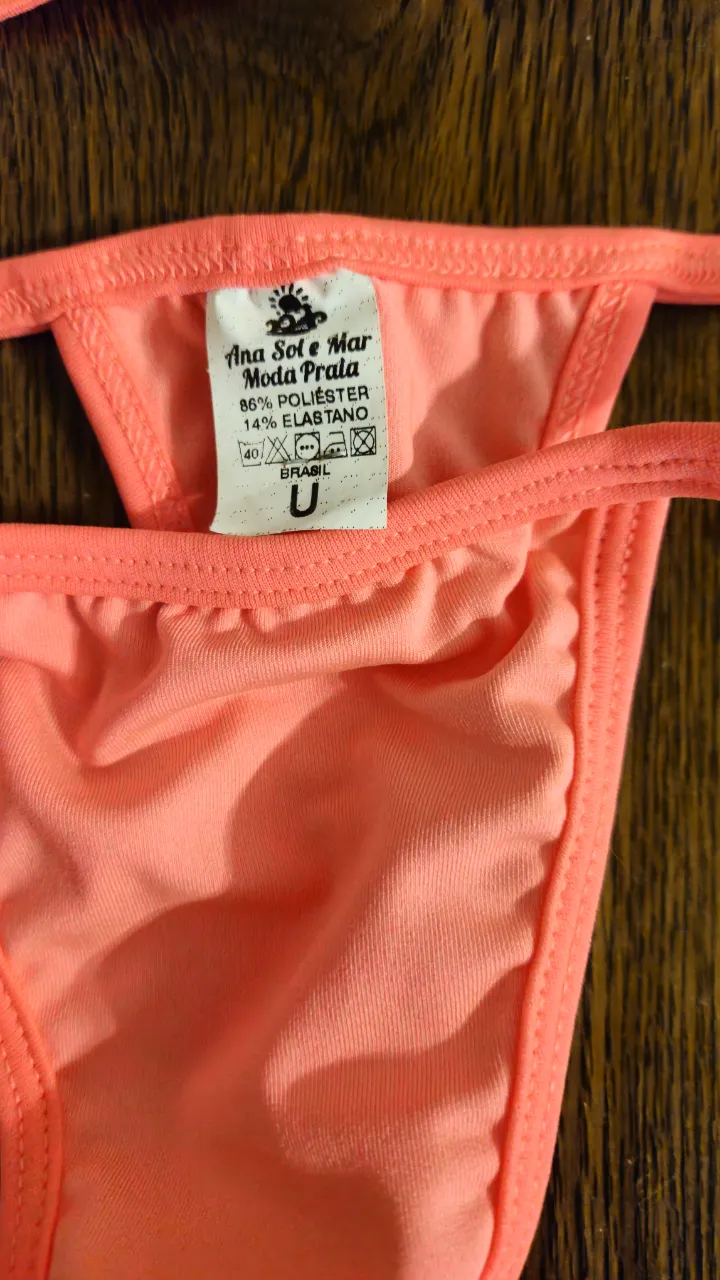 Ana Sol e Mar
Moda Praia
86% POLIÉSTER
14% ELASTANO
40
BRASIL
U